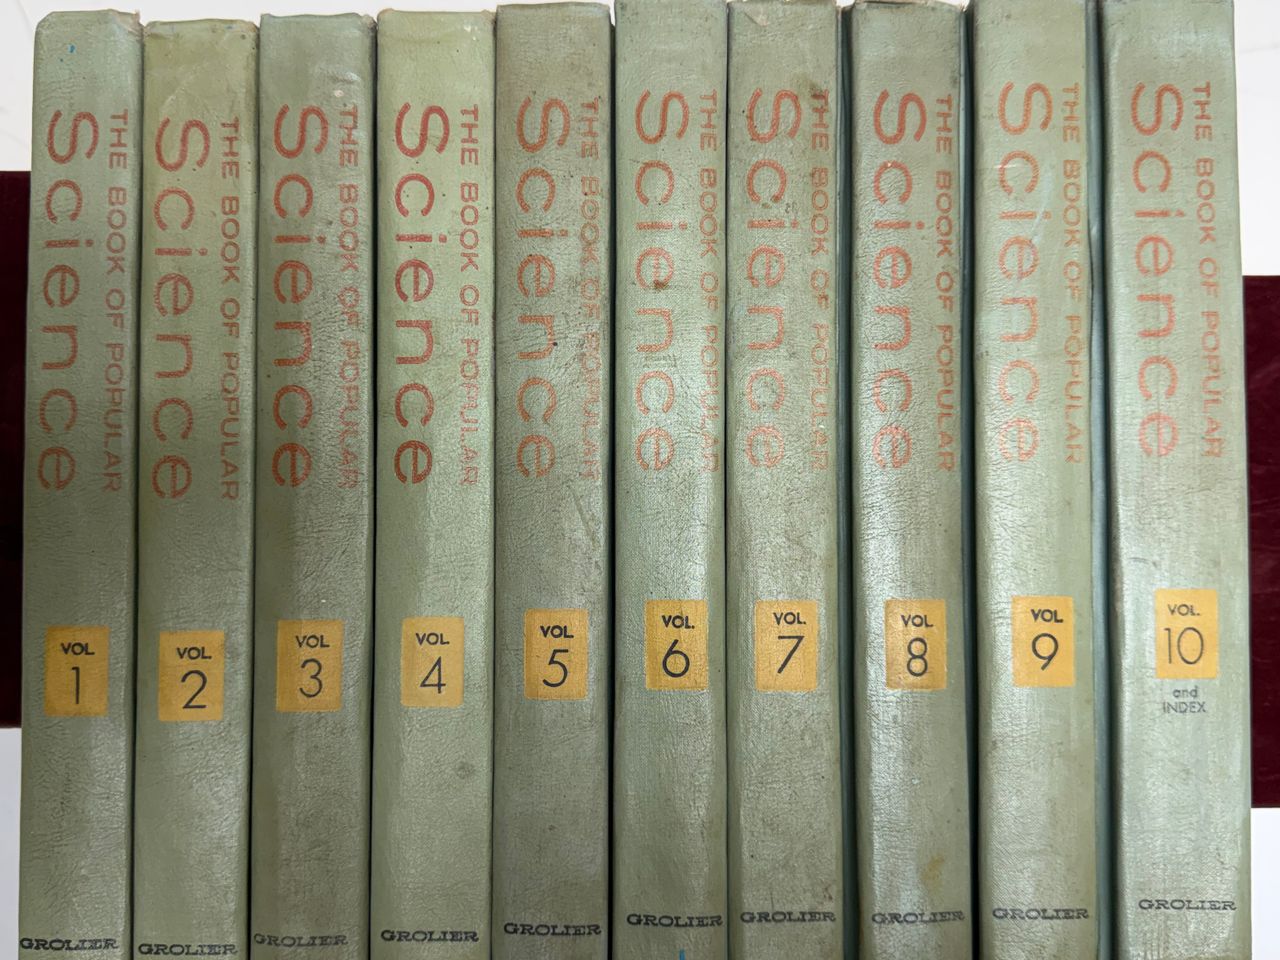 THE BOOK OF POPULAR
Science
VOL.
1
GROLIER
THE BOOK OF POPULAR
Science
VOL.
2
GROLIER
THE BOOK OF POPULAR
Science
VOL
3
GROLIER
THE BOOK OF POPULAR
Science
VOL
4
GROLIER
THE BOOK OF POPULAR
Science
VOL.
5
GROLIER
THE BOOK OF POPULAR
Science
VOL.
6
GROLIER
THE BOOK OF POPULAR
Science
VOL.
7
GROLIER
THE BOOK OF POPULAR
Science
VOL.
8
GROLIER
THE BOOK OF POPULAR
Science
VOL
9
GROLIER
THE BOOK OF POPULAR
Science
VOL.
10
and
INDEX
GROLIER